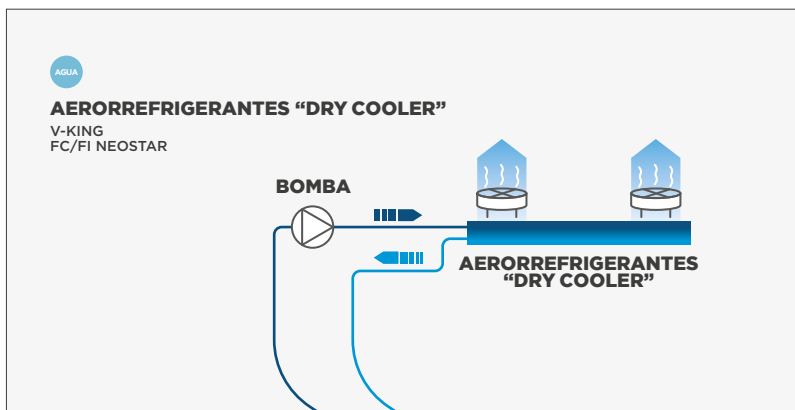 AGUA
AERORREFRIGERANTES “DRY COOLER”
V-KING
FC/FI NEOSTAR
BOMBA
AERORREFRIGERANTES
“DRY COOLER”